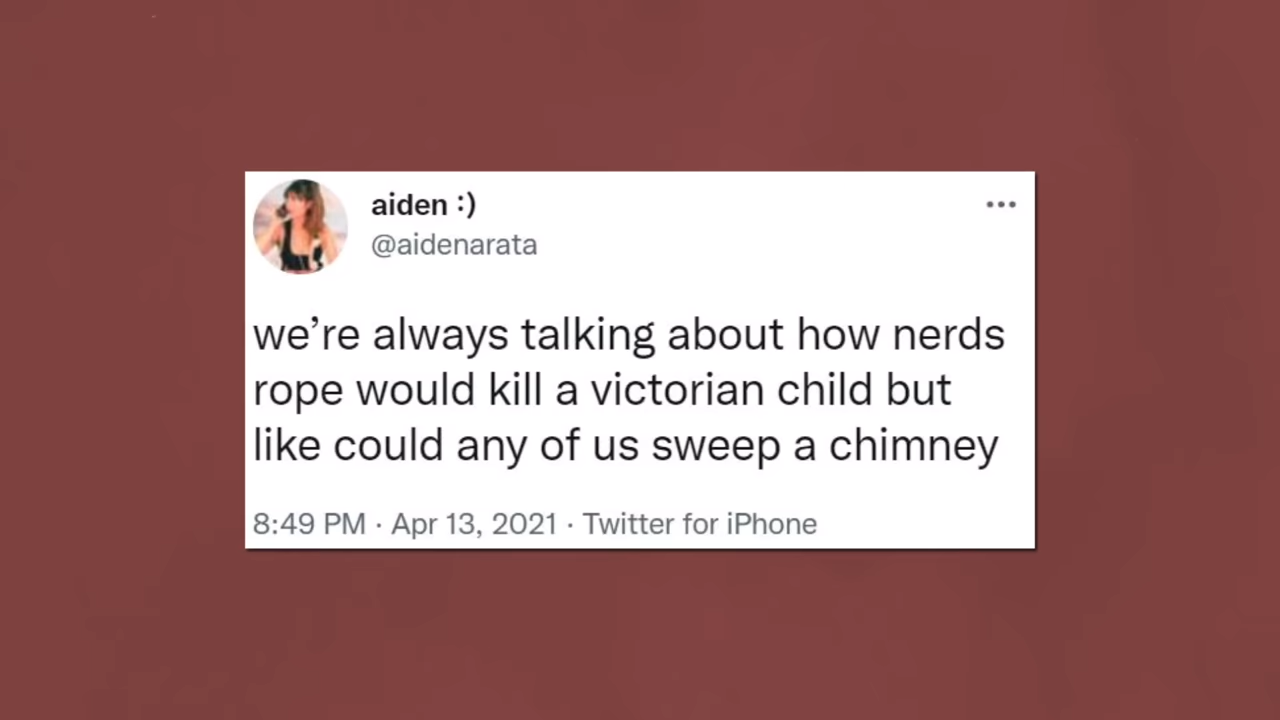 aiden :)
@aidenarata
we’re always talking about how nerds
rope would kill a victorian child but
like could any of us sweep a chimney
8:49 PM · Apr 13, 2021 · Twitter for iPhone